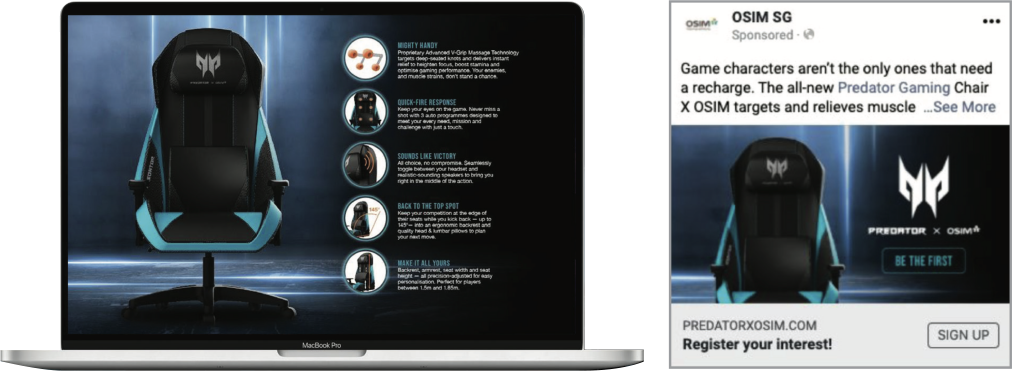 PREDATOR × OSIM
MIGHTY HANDY
Proprietary Advanced V-Grip Massage Technology
targets deep-seated knots and delivers instant
relief to heighten focus, boost stamina and
optimise gaming performance. Your enemies,
and muscle strains, don't stand a chance.
QUICK-FIRE RESPONSE
Keep your eyes on the game. Never miss a
shot with 3 auto programmes designed to
meet your every need, mission and
challenge with just a touch.
SOUNDS LIKE VICTORY
All choice, no compromise. Seamlessly
toggle between your headset and
realistic-sounding speakers to bring you
right in the middle of the action.
BACK TO THE TOP SPOT
145°
Keep your competition at the edge of
their seats while you kick back — up to
145°— into an ergonomic backrest and
quality head & lumbar pillows to plan
your next move.
MAKE IT ALL YOURS
Backrest, armrest, seat width and seat
height — all precision-adjusted for easy
personalisation. Perfect for players
between 1.5m and 1.85m.
MacBook Pro
OSIM
OSIM SG
Sponsored ·
Game characters aren't the only ones that need
a recharge. The all-new Predator Gaming Chair
X OSIM targets and relieves muscle ...See More
PREDATOR × OSIM
BE THE FIRST
PREDATORXOSIM.COM
Register your interest!
SIGN UP